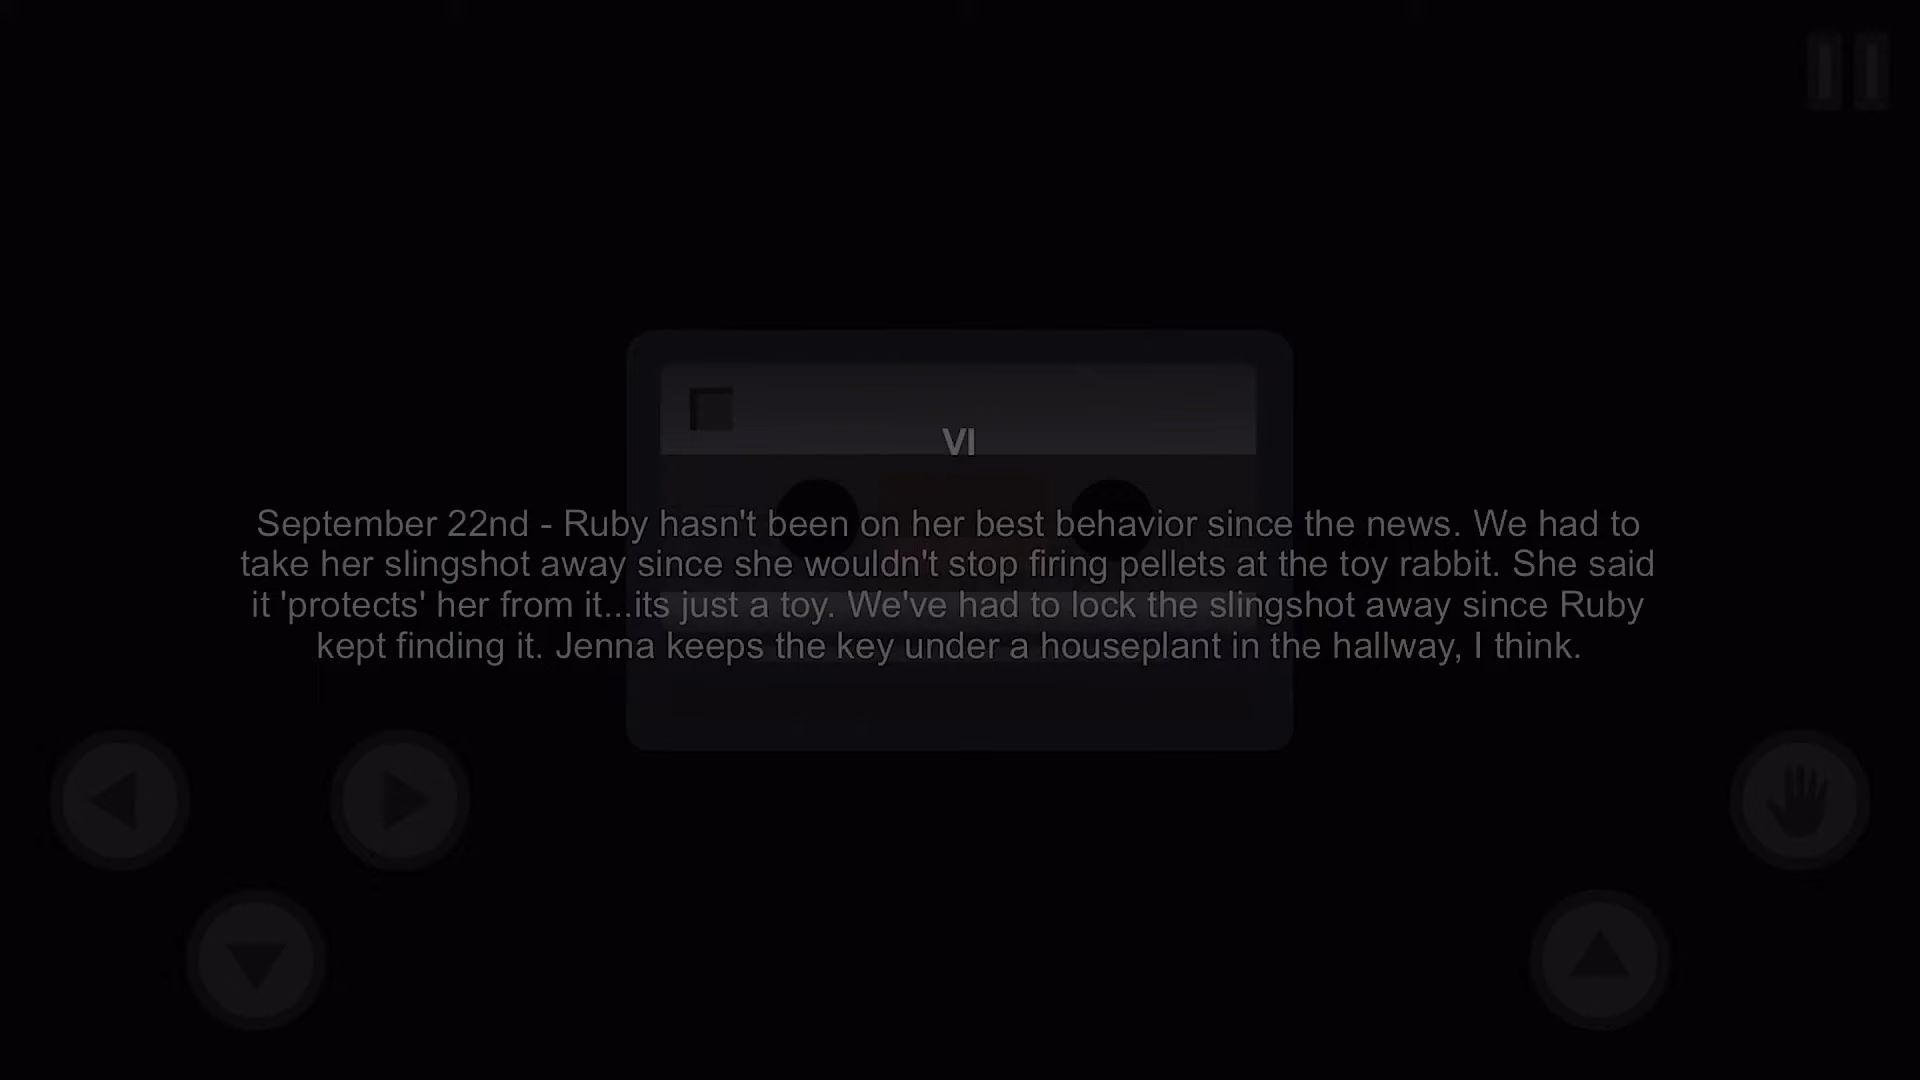 VI
September 22nd - Ruby hasn't been on her best behavior since the news. We had to
take her slingshot away since she wouldn't stop firing pellets at the toy rabbit. She said
it 'protects' her from it...its just a toy. We've had to lock the slingshot away since Ruby
kept finding it. Jenna keeps the key under a houseplant in the hallway, I think.